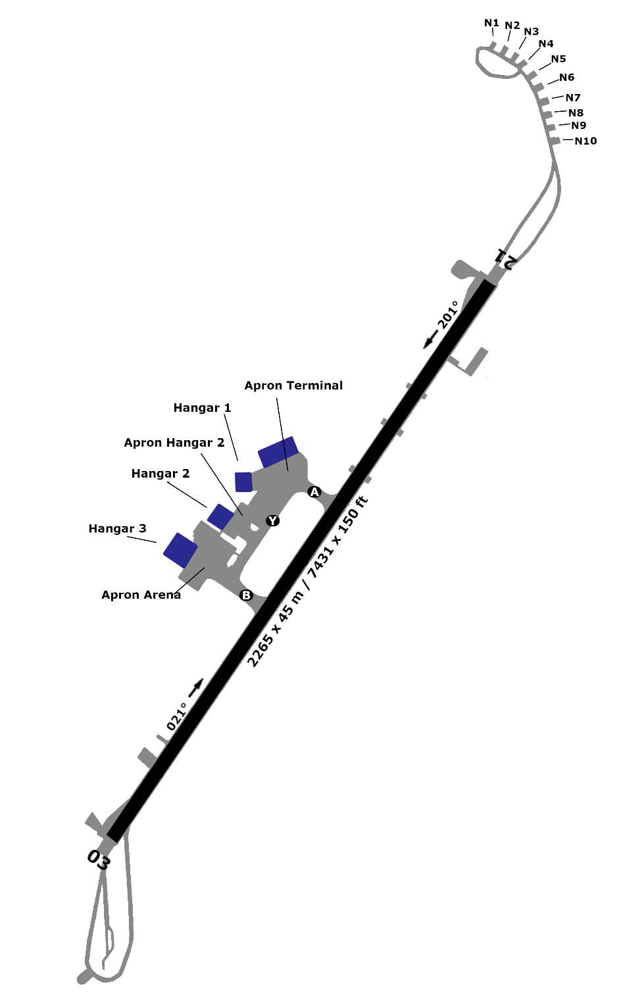 N1
N2
N3
N4
N5
N6
N7
N8
N9
N10
21
201°
Apron Terminal
Hangar 1
Apron Hangar 2
Hangar 2
A
Y
Hangar 3
2265 x 45 m / 7431 x 150 ft
Apron Arena
B
021°
03